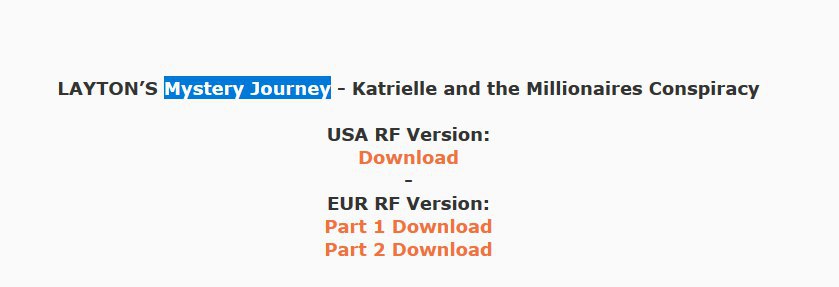 LAYTON’S Mystery Journey – Katrielle and the Millionaires Conspiracy
USA RF Version:
Download
–
EUR RF Version:
Part 1 Download
Part 2 Download